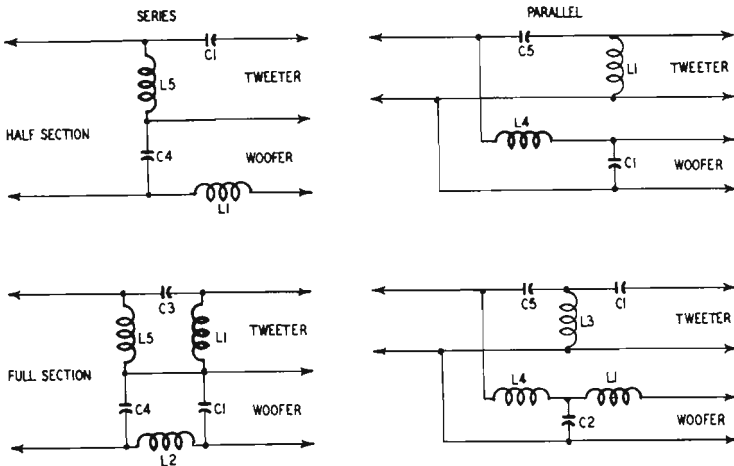 SERIES
PARALLEL
C1
L5
TWEETER
HALF SECTION
C4
WOOFER
L1
C5
L1
TWEETER
L4
C1
WOOFER
C3
L5
L1
TWEETER
FULL SECTION
C4
C1
WOOFER
L2
C5
C1
L3
TWEETER
L4
L1
C2
WOOFER